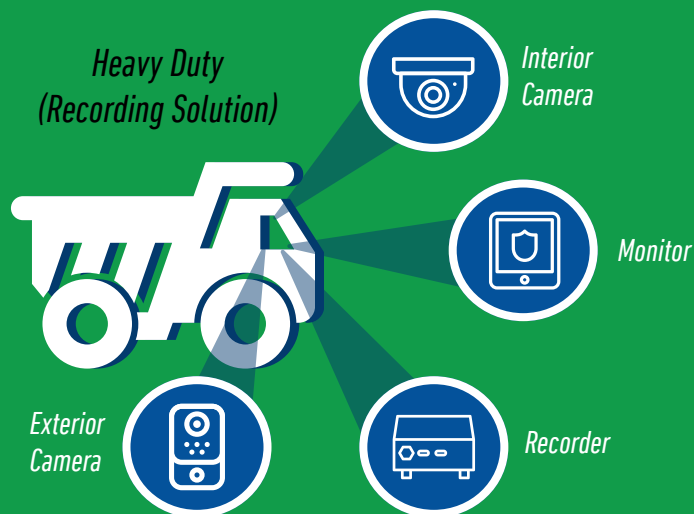 Heavy Duty
(Recording Solution)
Interior
Camera
Monitor
Exterior
Camera
Recorder